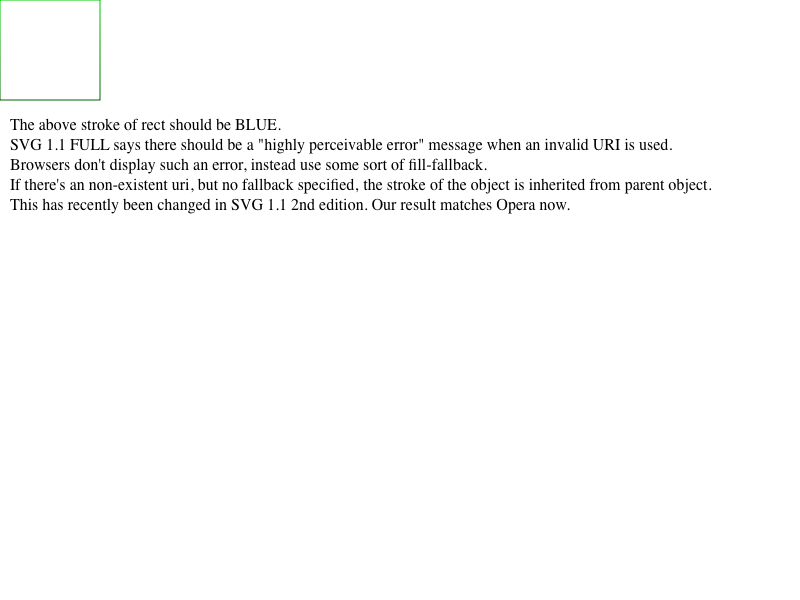 The above stroke of rect should be BLUE.
SVG 1.1 FULL says there should be a "highly perceivable error" message when an invalid URI is used.
Browsers don't display such an error, instead use some sort of fill-fallback.
If there's an non-existent uri, but no fallback specified, the stroke of the object is inherited from parent object.
This has recently been changed in SVG 1.1 2nd edition. Our result matches Opera now.